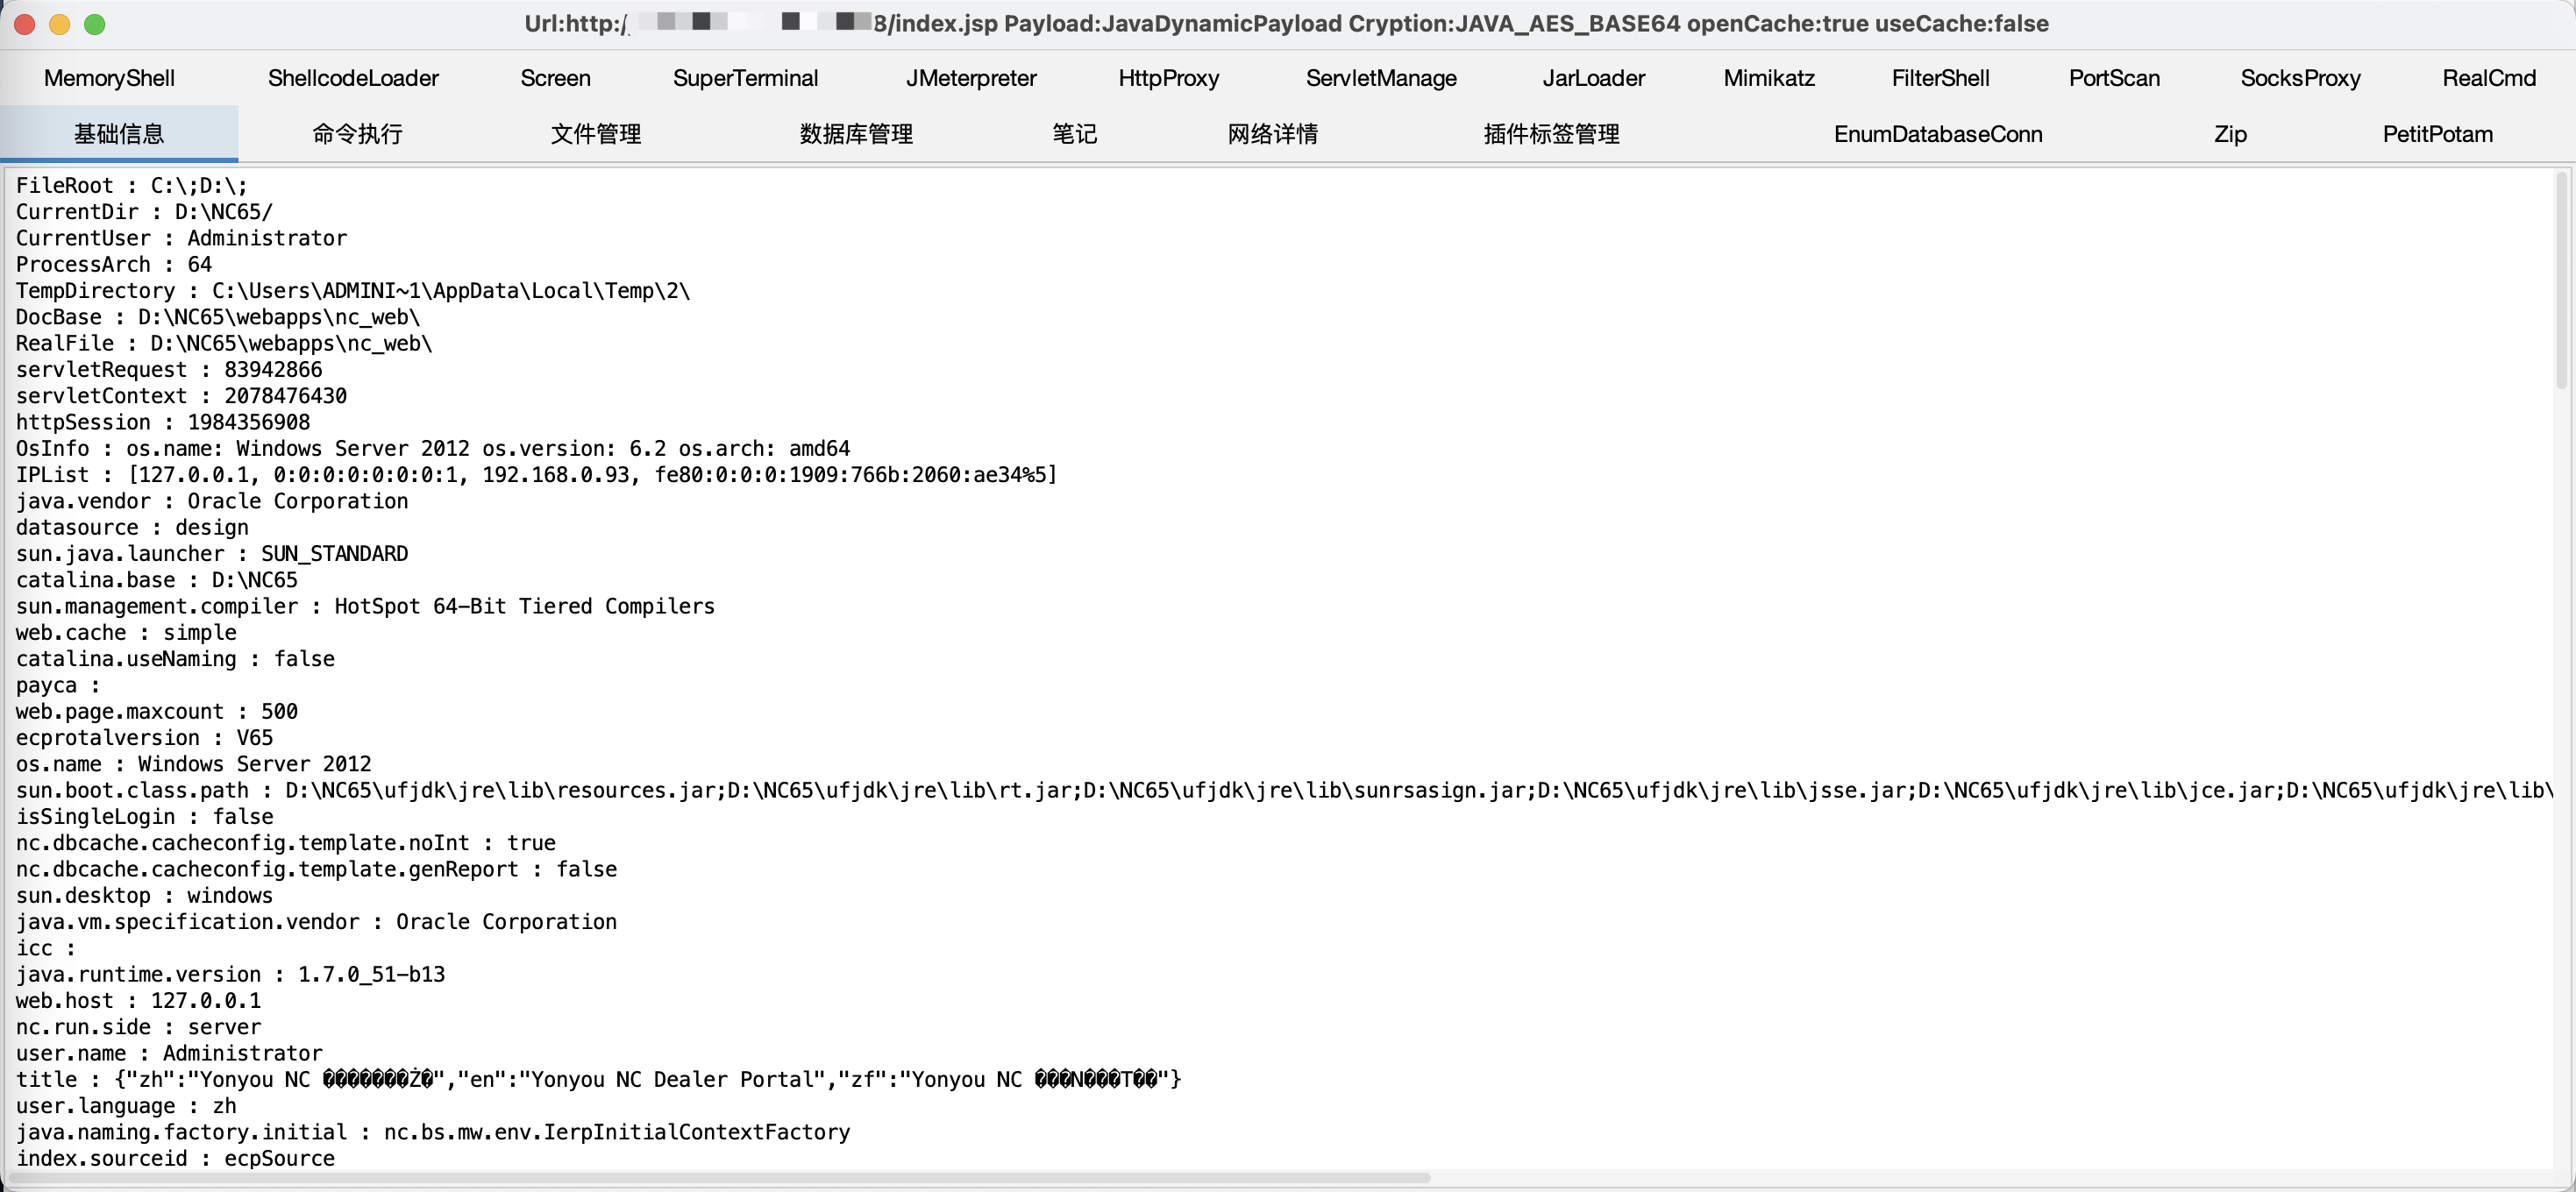 Url:http:/ 8/index.jsp Payload:JavaDynamicPayload Cryption:JAVA_AES_BASE64 openCache:true useCache:false
MemoryShell ShellcodeLoader Screen SuperTerminal JMeterpreter HttpProxy ServletManage JarLoader Mimikatz FilterShell PortScan SocksProxy RealCmd
基础信息 命令执行 文件管理 数据库管理 笔记 网络详情 插件标签管理 EnumDatabaseConn Zip PetitPotam
FileRoot : C:\;D:\;
CurrentDir : D:\NC65/
CurrentUser : Administrator
ProcessArch : 64
TempDirectory : C:\Users\ADMINI~1\AppData\Local\Temp\2\
DocBase : D:\NC65\webapps\nc_web\
RealFile : D:\NC65\webapps\nc_web\
servletRequest : 83942866
servletContext : 2078476430
httpSession : 1984356908
OsInfo : os.name: Windows Server 2012 os.version: 6.2 os.arch: amd64
IPList : [127.0.0.1, 0:0:0:0:0:0:0:1, 192.168.0.93, fe80:0:0:0:1909:766b:2060:ae34%5]
java.vendor : Oracle Corporation
datasource : design
sun.java.launcher : SUN_STANDARD
catalina.base : D:\NC65
sun.management.compiler : HotSpot 64-Bit Tiered Compilers
web.cache : simple
catalina.useNaming : false
payca :
web.page.maxcount : 500
ecprotalversion : V65
os.name : Windows Server 2012
sun.boot.class.path : D:\NC65\ufjdk\jre\lib\resources.jar;D:\NC65\ufjdk\jre\lib\rt.jar;D:\NC65\ufjdk\jre\lib\sunrsasign.jar;D:\NC65\ufjdk\jre\lib\jsse.jar;D:\NC65\ufjdk\jre\lib\jce.jar;D:\NC65\ufjdk\jre\lib\
isSingleLogin : false
nc.dbcache.cacheconfig.template.noInt : true
nc.dbcache.cacheconfig.template.genReport : false
sun.desktop : windows
java.vm.specification.vendor : Oracle Corporation
icc :
java.runtime.version : 1.7.0_51-b13
web.host : 127.0.0.1
nc.run.side : server
user.name : Administrator
title : {"zh":"Yonyou NC �������Ż�","en":"Yonyou NC Dealer Portal","zf":"Yonyou NC ���N���T��"}
user.language : zh
java.naming.factory.initial : nc.bs.mw.env.IerpInitialContextFactory
index.sourceid : ecpSource